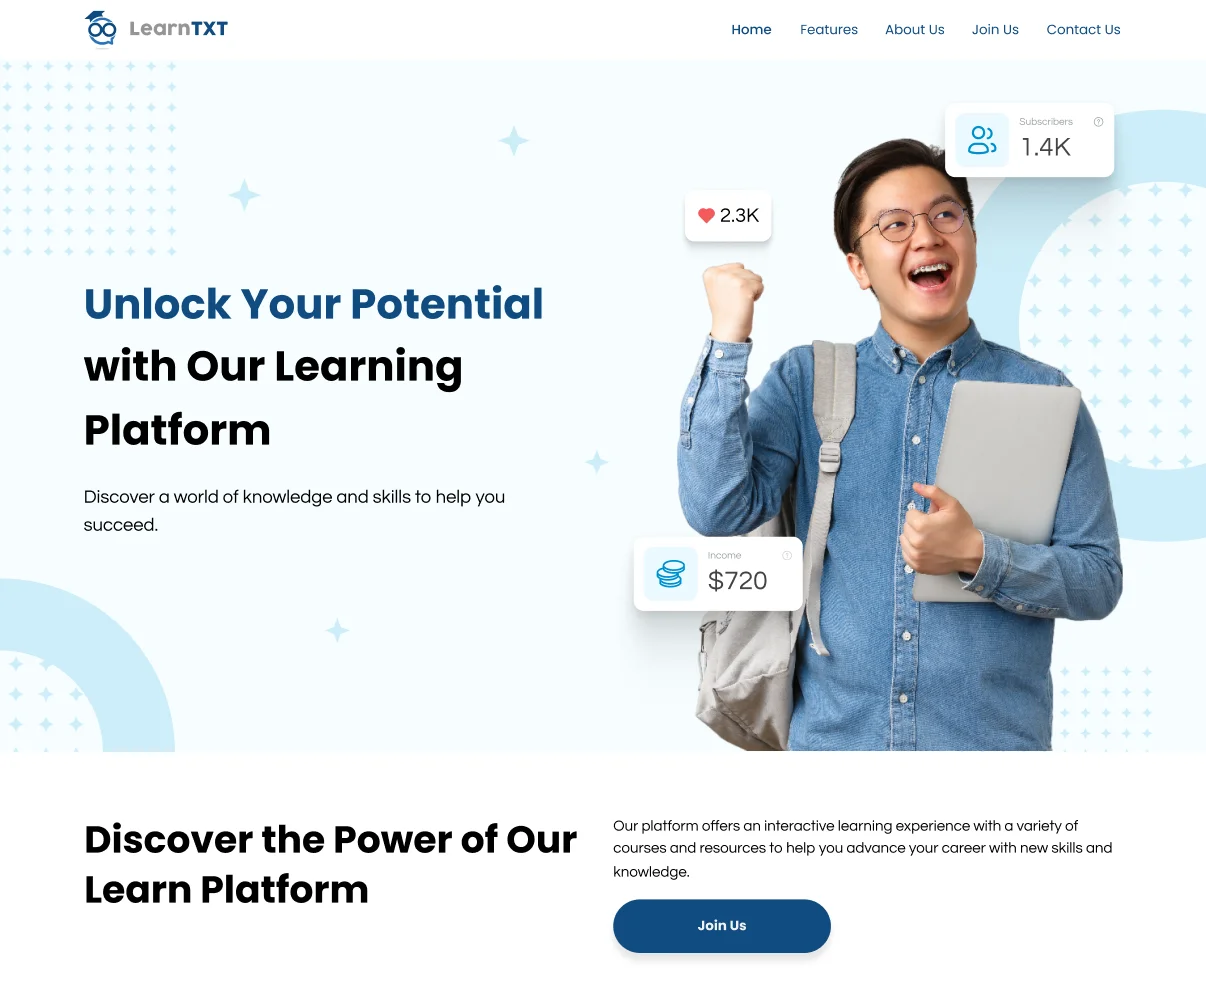 LearnTXT
Home Features About Us Join Us Contact Us
Subscribers
1.4K
2.3K
Unlock Your Potential
with Our Learning
Platform
Discover a world of knowledge and skills to help you
succeed.
Income
$720
Discover the Power of Our
Learn Platform
Our platform offers an interactive learning experience with a variety of
courses and resources to help you advance your career with new skills and
knowledge.
Join Us